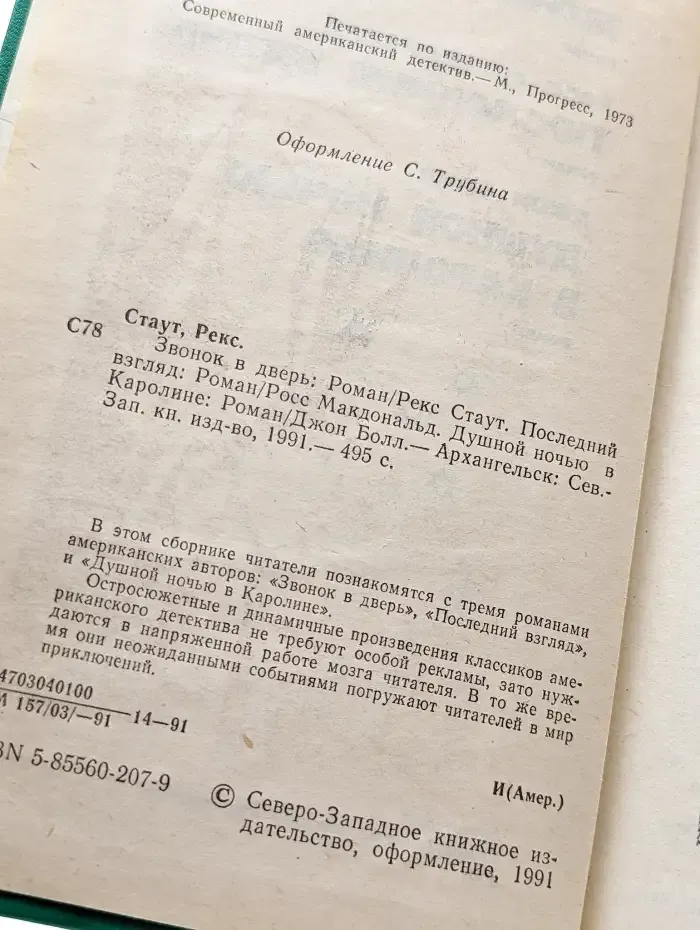 Печатается по изданию:
Современный американский детектив.— М., Прогресс, 1973
Оформление С. Трубина
Стаут, Рекс.
С78
Звонок в дверь: Роман/Рекс Стаут. Последний
взгляд: Роман/Росс Макдональд. Душной ночью в
Каролине: Роман/Джон Болл.— Архангельск: Сев.-
Зап. кн. изд-во, 1991.— 495 с.
В этом сборнике читатели познакомятся с тремя романами
американских авторов: «Звонок в дверь», «Последний взгляд»,
и «Душной ночью в Каролине».
Остросюжетные и динамичные произведения классиков аме-
риканского детектива не требуют особой рекламы, зато нуж-
даются в напряженной работе мозга читателя. В то же вре-
мя они неожиданными событиями погружают читателей в мир
приключений.
4703040100
М 157/03/—91
—14—91
И(Амер.)
BN 5-85560-207-9
© Северо-Западное книжное из-
дательство, оформление, 1991